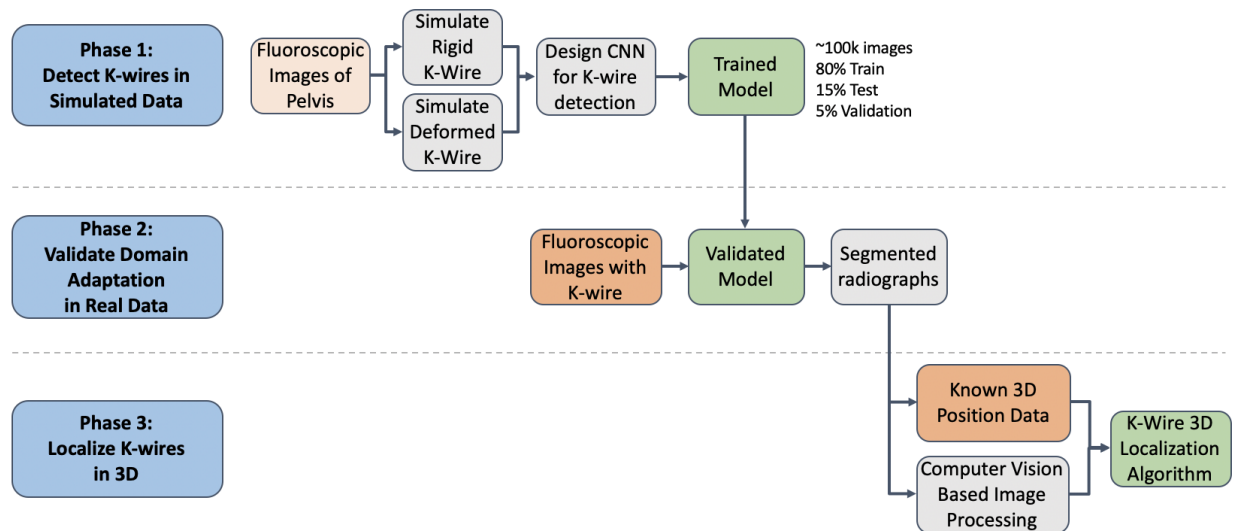 Phase 1:
Detect K-wires in
Simulated Data
Fluoroscopic
Images of
Pelvis
Simulate
Rigid
K-Wire
Simulate
Deformed
K-Wire
Design CNN
for K-wire
detection
Trained
Model
~100k images
80% Train
15% Test
5% Validation
Phase 2:
Validate Domain
Adaptation
in Real Data
Fluoroscopic
Images with
K-wire
Validated
Model
Segmented
radiographs
Phase 3:
Localize K-wires
in 3D
Known 3D
Position Data
Computer Vision
Based Image
Processing
K-Wire 3D
Localization
Algorithm